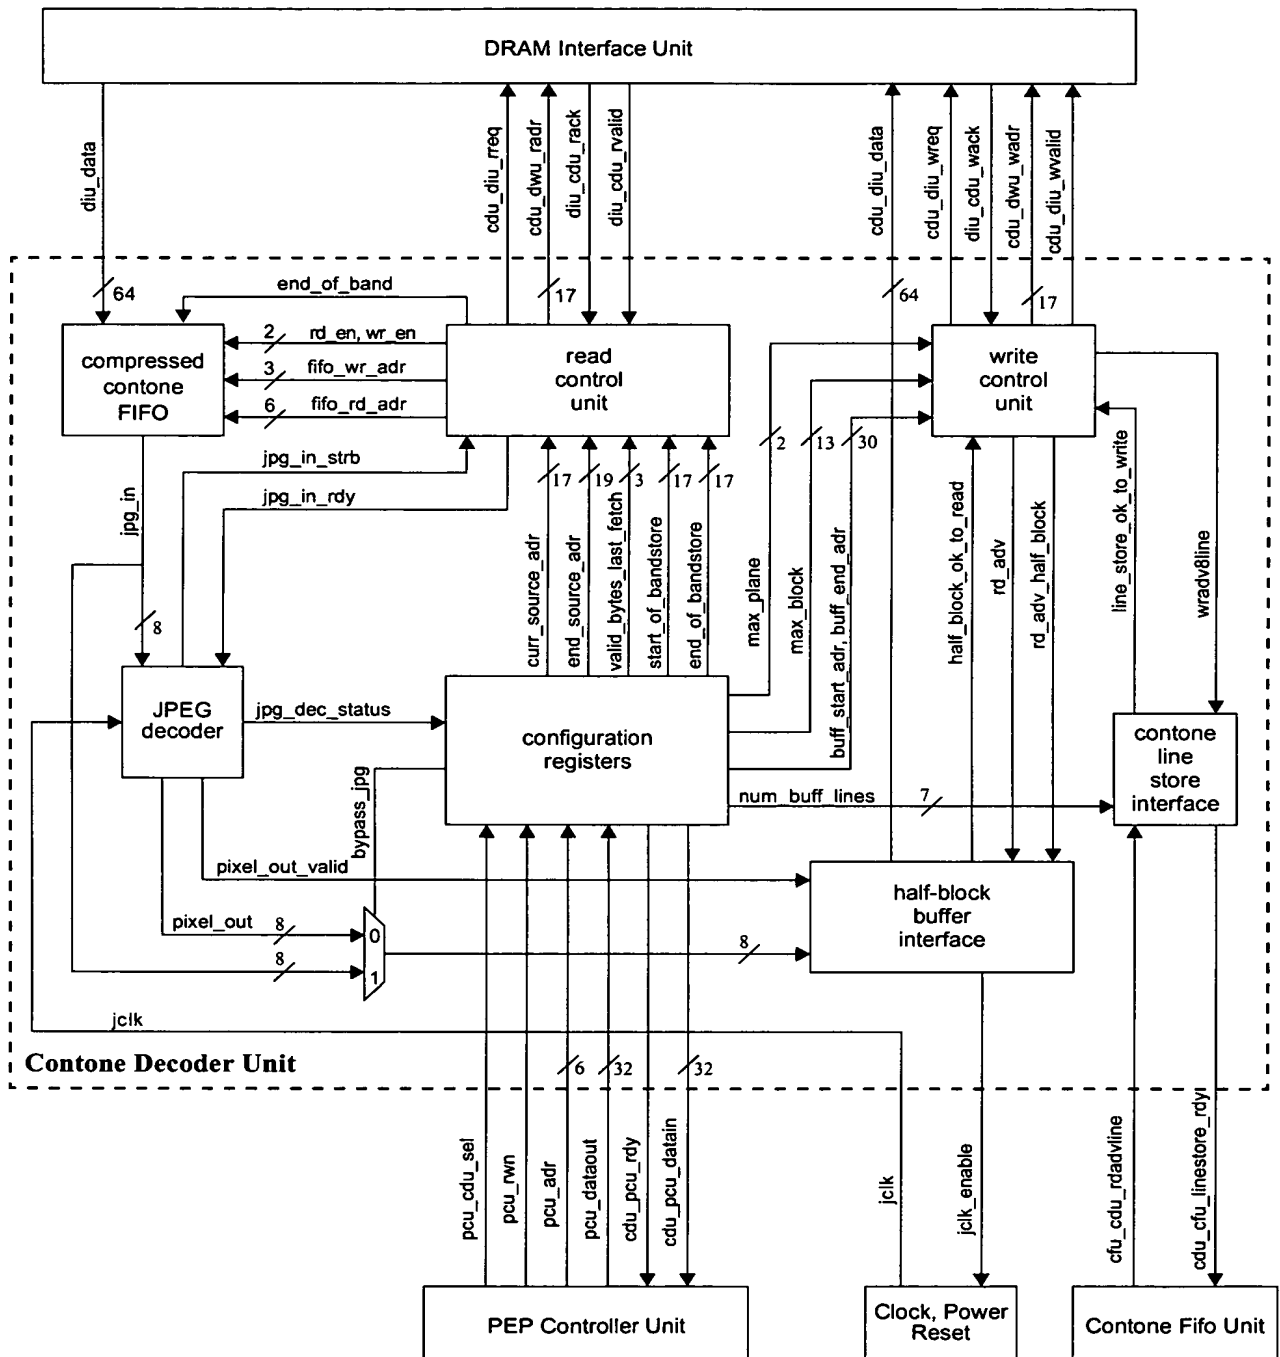 DRAM Interface Unit
diu_data
cdu_diu_rreq
cdu_dwu_radr
diu_cdu_rack
diu_cdu_rvalid
cdu_diu_data
cdu_diu_wreq
diu_cdu_wack
cdu_dwu_wadr
cdu_diu_wvalid
64
end_of_band
17
64
17
compressed
contone
FIFO
2
rd_en, wr_en
3
fifo_wr_adr
6
fifo_rd_adr
read
control
unit
write
control
unit
jpg_in
jpg_in_strb
jpg_in_rdy
17
19
3
17
17
2
13
30
curr_source_adr
end_source_adr
valid_bytes_last_fetch
start_of_bandstore
end_of_bandstore
max_plane
max_block
buff_start_adr, buff_end_adr
half_block_ok_to_read
rd_adv
rd_adv_half_block
line_store_ok_to_write
wradv8line
8
JPEG
decoder
jpg_dec_status
configuration
registers
contone
line
store
interface
bypass_jpg
num_buff_lines
7
pixel_out_valid
pixel_out
8
0
8
1
8
half-block
buffer
interface
jclk
Contone Decoder Unit
6
32
32
pcu_cdu_sel
pcu_rwn
pcu_adr
pcu_dataout
cdu_pcu_rdy
cdu_pcu_datain
jclk
jclk_enable
cfu_cdu_rdadvline
cdu_cfu_linestore_rdy
PEP Controller Unit
Clock, Power
Reset
Contone Fifo Unit